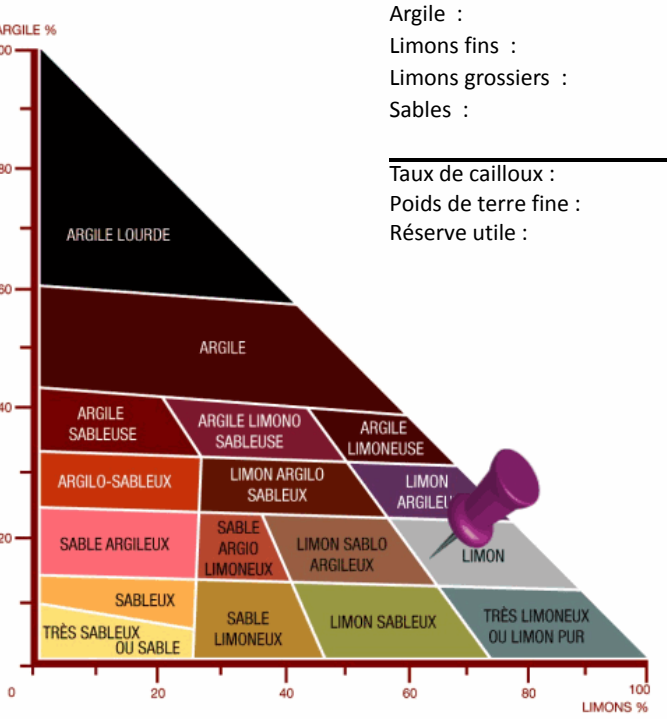 ARGILE %
Argile :
Limons fins :
Limons grossiers :
Sables :
Taux de cailloux :
Poids de terre fine :
Réserve utile :
80
ARGILE LOURDE
60
ARGILE
40
ARGILE
SABLEUSE
ARGILE LIMONO
SABLEUSE
ARGILE
LIMONEUSE
ARGILO-SABLEUX
LIMON ARGILO
SABLEUX
LIMON
20
SABLE ARGILEUX
SABLE
ARGIO
LIMONEUX
LIMON SABLO
ARGILEUX
LIMON
SABLEUX
TRÈS SABLEUX
OU SABLE
SABLE
LIMONEUX
LIMON SABLEUX
TRÈS LIMONEUX
OU LIMON PUR
0 20 40 60 80 100
LIMONS %